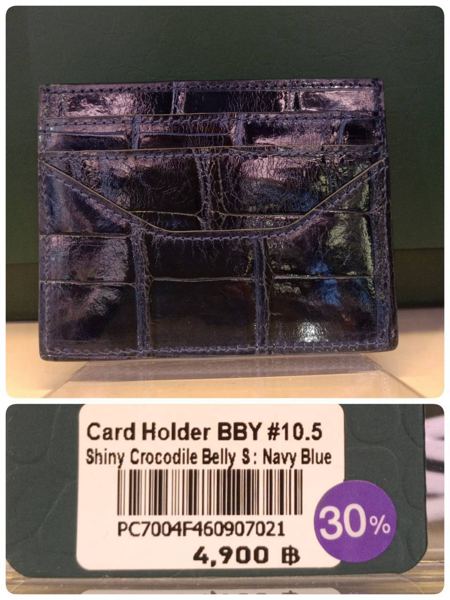 Card Holder BBY #10.5
Shiny Crocodile Belly S: Navy Blue
PC7004F460907021
4,900 ฿
30%